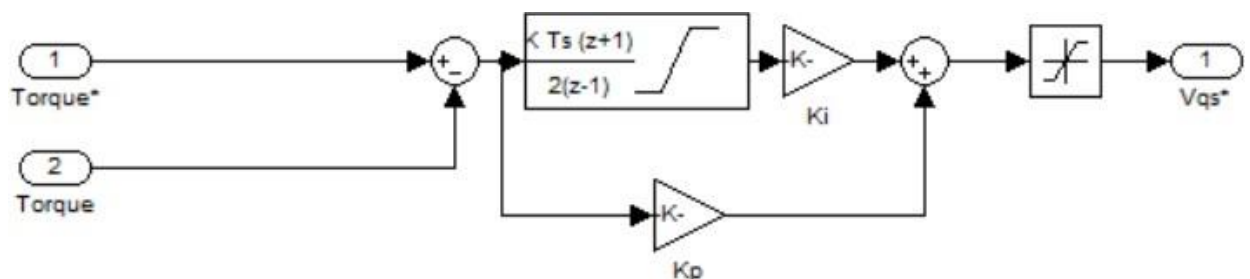 1
Torque*
2
Torque
K Ts (z+1)
2(z-1)
K-
Ki
K-
Kp
1
Vqs*